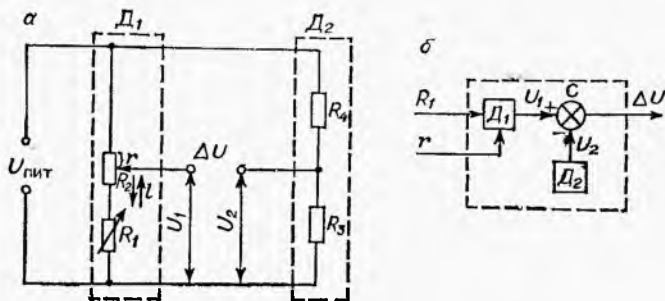 а
Д₁
Д₂
Uпит
r
R₂
l
R₁
U₁
ΔU
U₂
R₄
R₃
б
R₁
r
Д₁
U₁
+
С
−
U₂
Д₂
ΔU